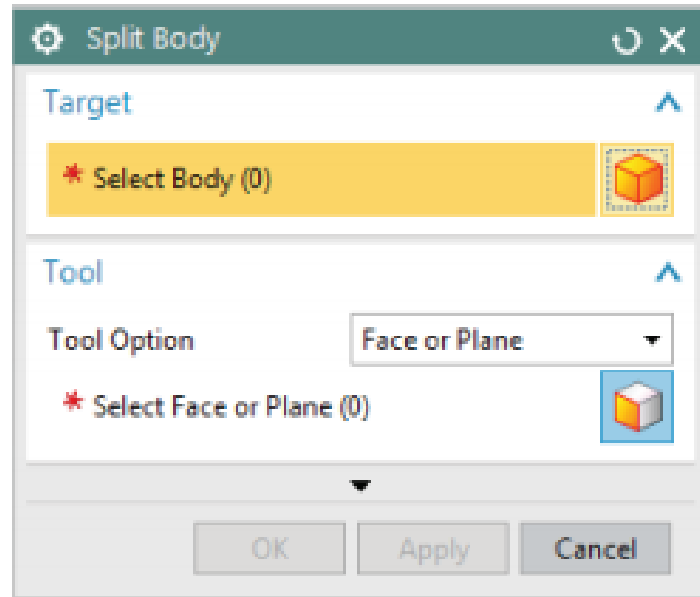 Split Body
Target
* Select Body (0)
Tool
Tool Option Face or Plane
* Select Face or Plane (0)
OK Apply Cancel